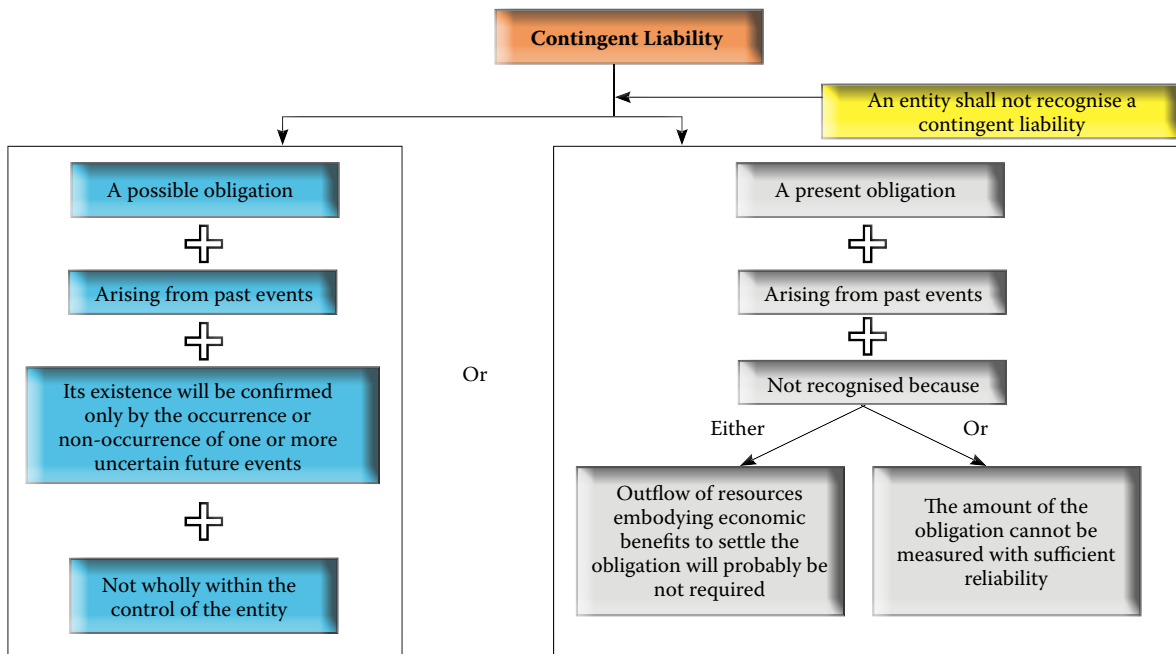 Contingent Liability
An entity shall not recognise a
contingent liability
A possible obligation
Arising from past events
Its existence will be confirmed
only by the occurrence or
non-occurrence of one or more
uncertain future events
Not wholly within the
control of the entity
Or
A present obligation
Arising from past events
Not recognised because
Either
Or
Outflow of resources
embodying economic
benefits to settle the
obligation will probably be
not required
The amount of the
obligation cannot be
measured with sufficient
reliability